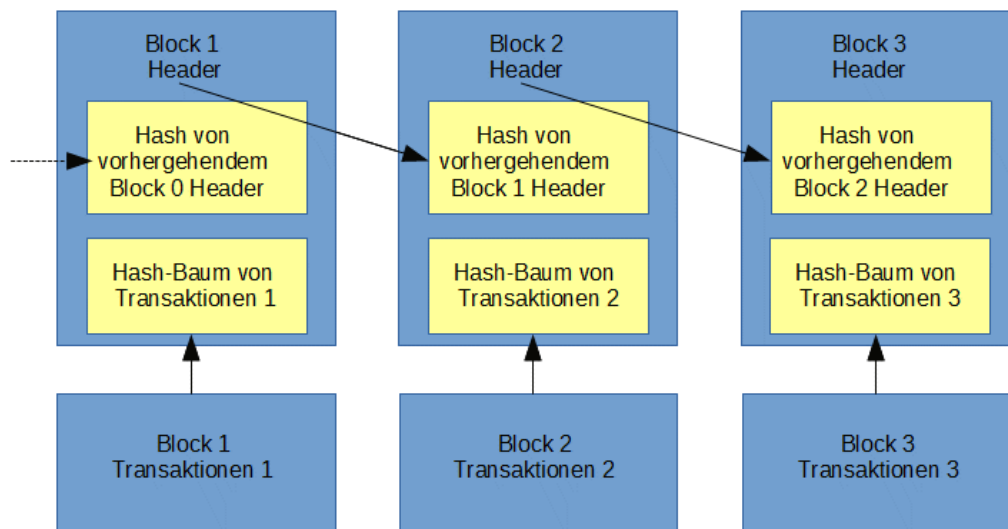 Block 1
Header
Hash von
vorhergehendem
Block 0 Header
Hash-Baum von
Transaktionen 1
Block 1
Transaktionen 1
Block 2
Header
Hash von
vorhergehendem
Block 1 Header
Hash-Baum von
Transaktionen 2
Block 2
Transaktionen 2
Block 3
Header
Hash von
vorhergehendem
Block 2 Header
Hash-Baum von
Transaktionen 3
Block 3
Transaktionen 3